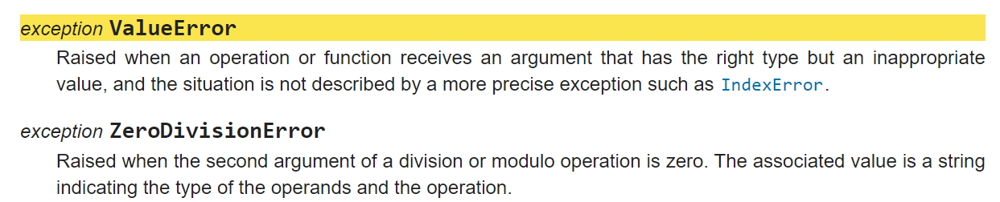 exception ValueError
Raised when an operation or function receives an argument that has the right type but an inappropriate
value, and the situation is not described by a more precise exception such as IndexError.
exception ZeroDivisionError
Raised when the second argument of a division or modulo operation is zero. The associated value is a string
indicating the type of the operands and the operation.